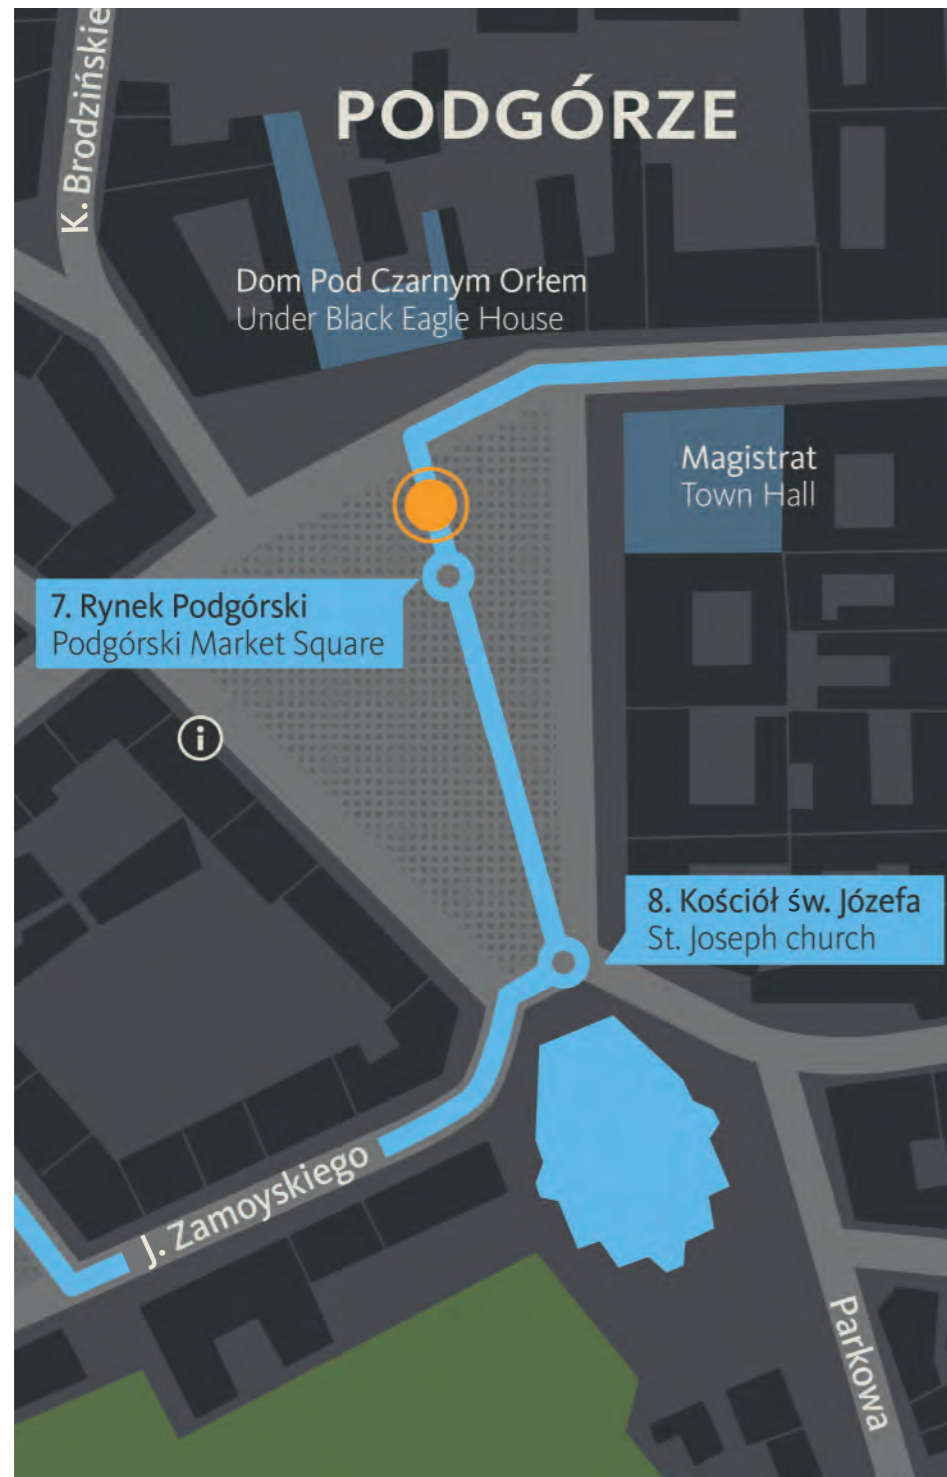 K. Brodzińskie
PODGÓRZE
Dom Pod Czarnym Orłem
Under Black Eagle House
Magistrat
Town Hall
7. Rynek Podgórski
Podgórski Market Square
i
8. Kościół św. Józefa
St. Joseph church
J. Zamoyskiego
Parkowa